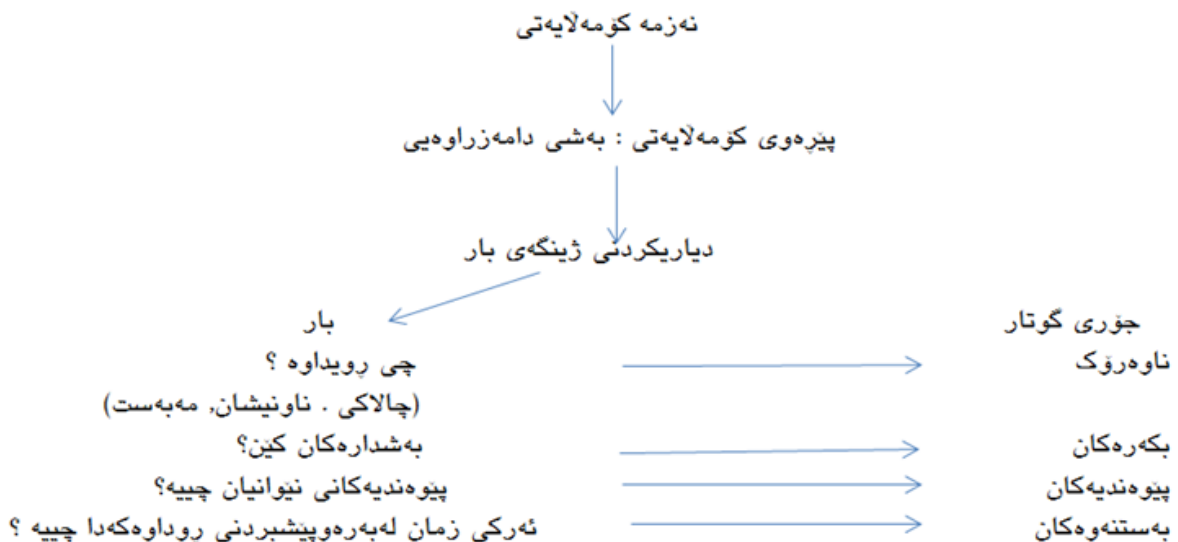 نەزمە کۆمەڵایەتی
پێڕەوی کۆمەڵایەتی : بەشی دامەزراوەیی
دیاریکردنی ژینگەی بار
جۆری گوتار
بار
ناوەرۆک
چی ڕویداوە ؟
(چالاکی . ناونیشان, مەبەست)
بکەرەکان
بەشدارەکان کێن؟
پێوەندیەکان
پێوەندیەکانی نێوانیان چییە؟
بەستنەوەکان
ئەرکی زمان لەبەرەوپێشبردنی روداوەکەدا چییە ؟